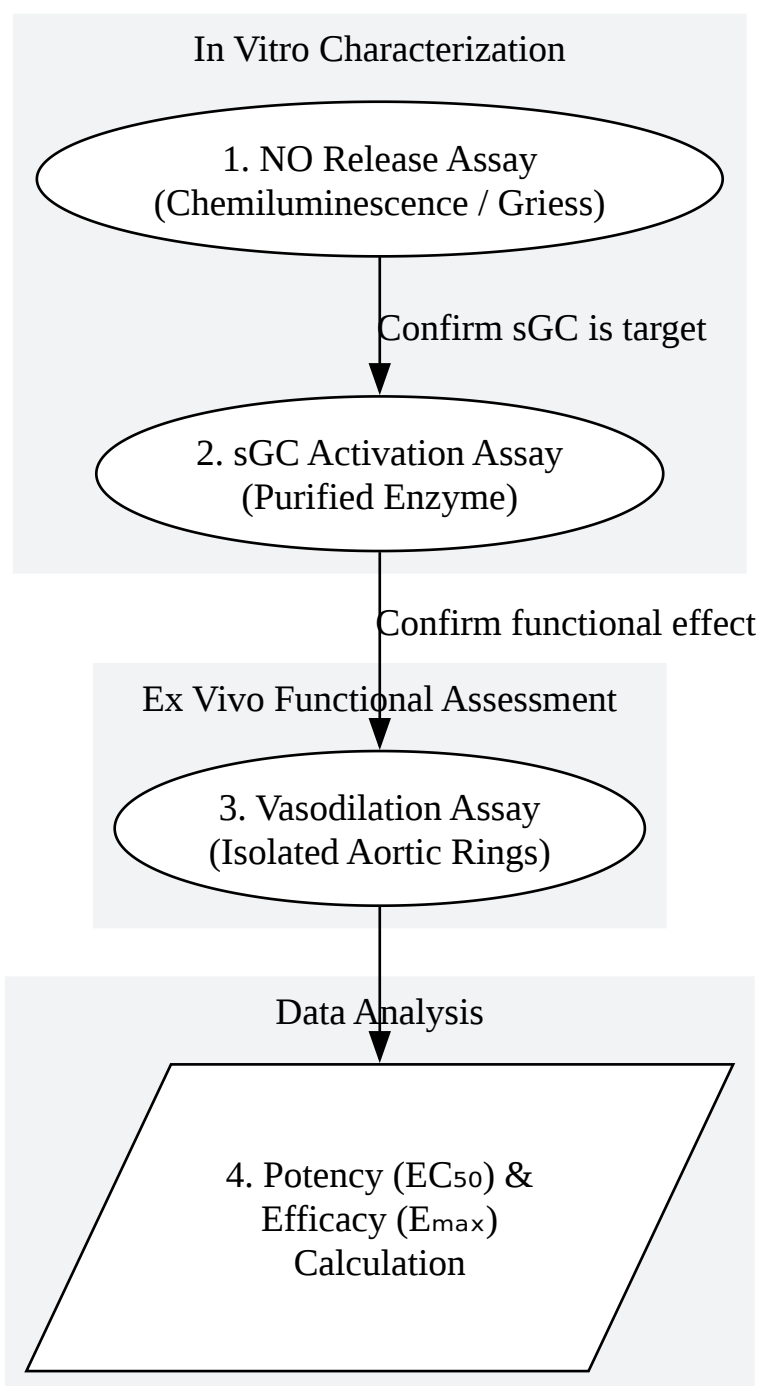 In Vitro Characterization
1. NO Release Assay
(Chemiluminescence / Griess)
Confirm sGC is target
2. sGC Activation Assay
(Purified Enzyme)
Confirm functional effect
Ex Vivo Functional Assessment
3. Vasodilation Assay
(Isolated Aortic Rings)
Data Analysis
4. Potency (EC₅₀) &
Efficacy (Eₘₐₓ)
Calculation